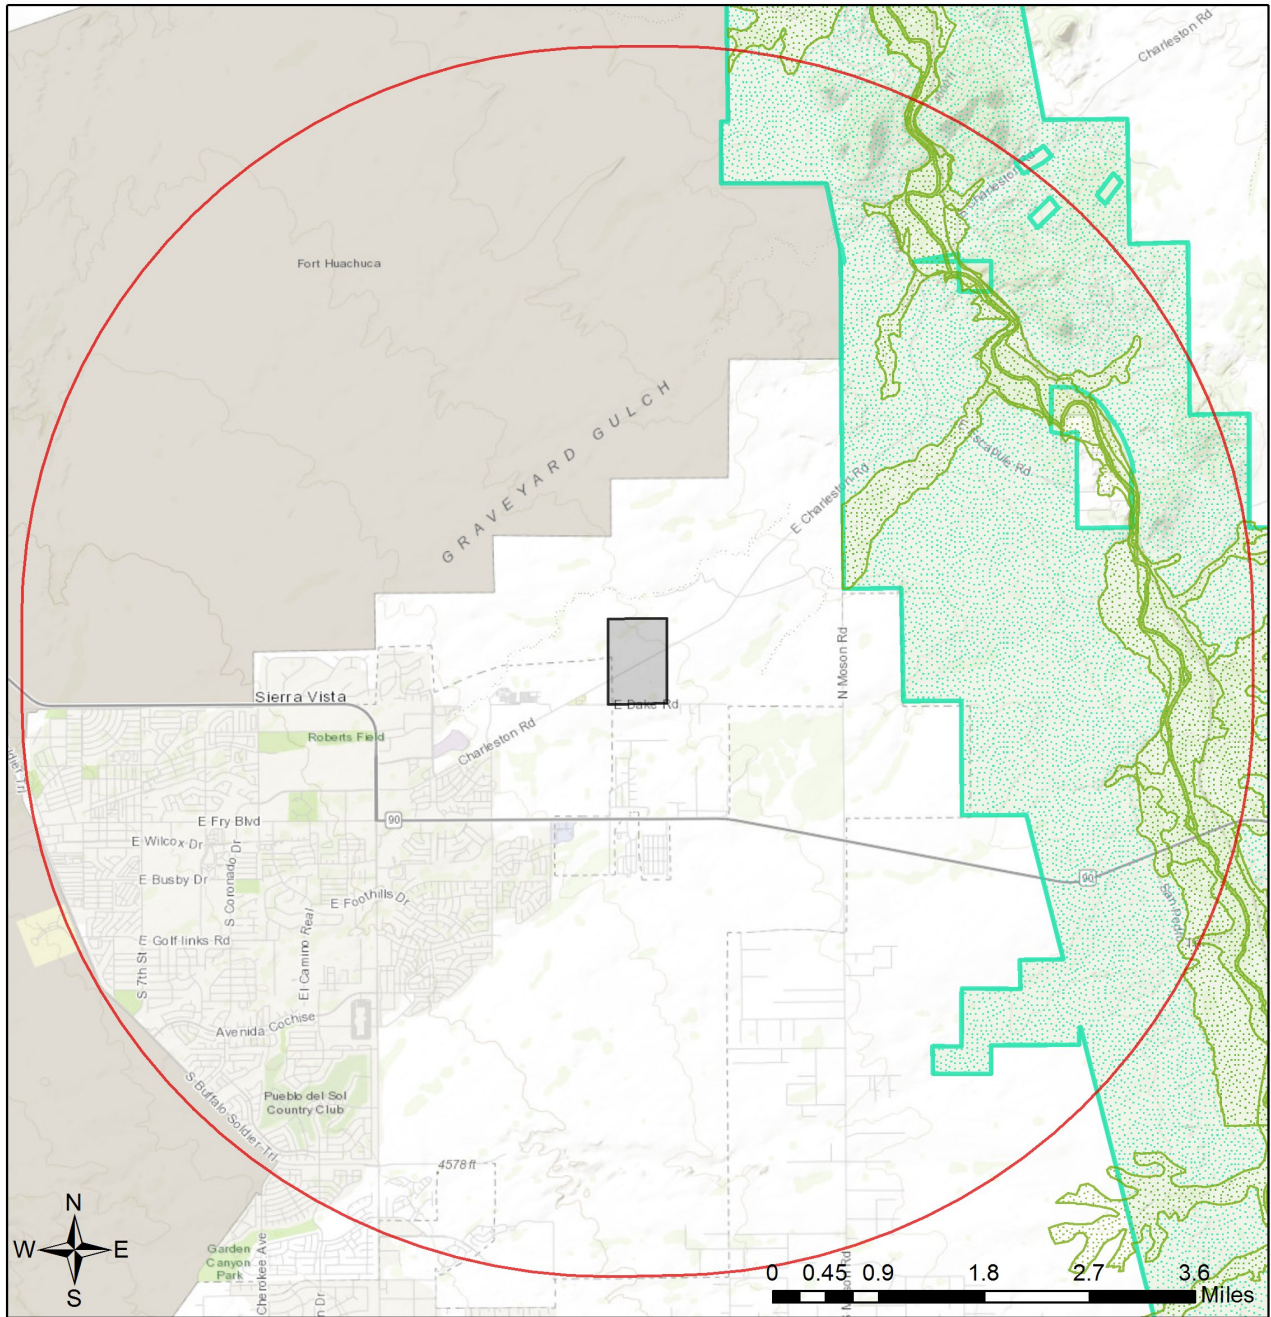 Charleston Rd
E Charleston Rd
Fort Huachuca
GRAVEYARD GULCH
Escapule Rd
E Charleston Rd
N Moson Rd
Sierra Vista
E Dake Rd
Roberts Field
Charleston Rd
E Fry Blvd
90
E Wilcox Dr
S Coronado Dr
E Busby Dr
E Foothills Dr
90
San Pedro
E Golf links Rd
S 7th St
El Camino Real
Avenida Cochise
S Buffalo Soldier Trl
Pueblo del Sol
Country Club
4578 ft
N
W E
S
Garden
Canyon
Park
Cherokee Ave
0 0.45 0.9 1.8 2.7 3.6
Miles